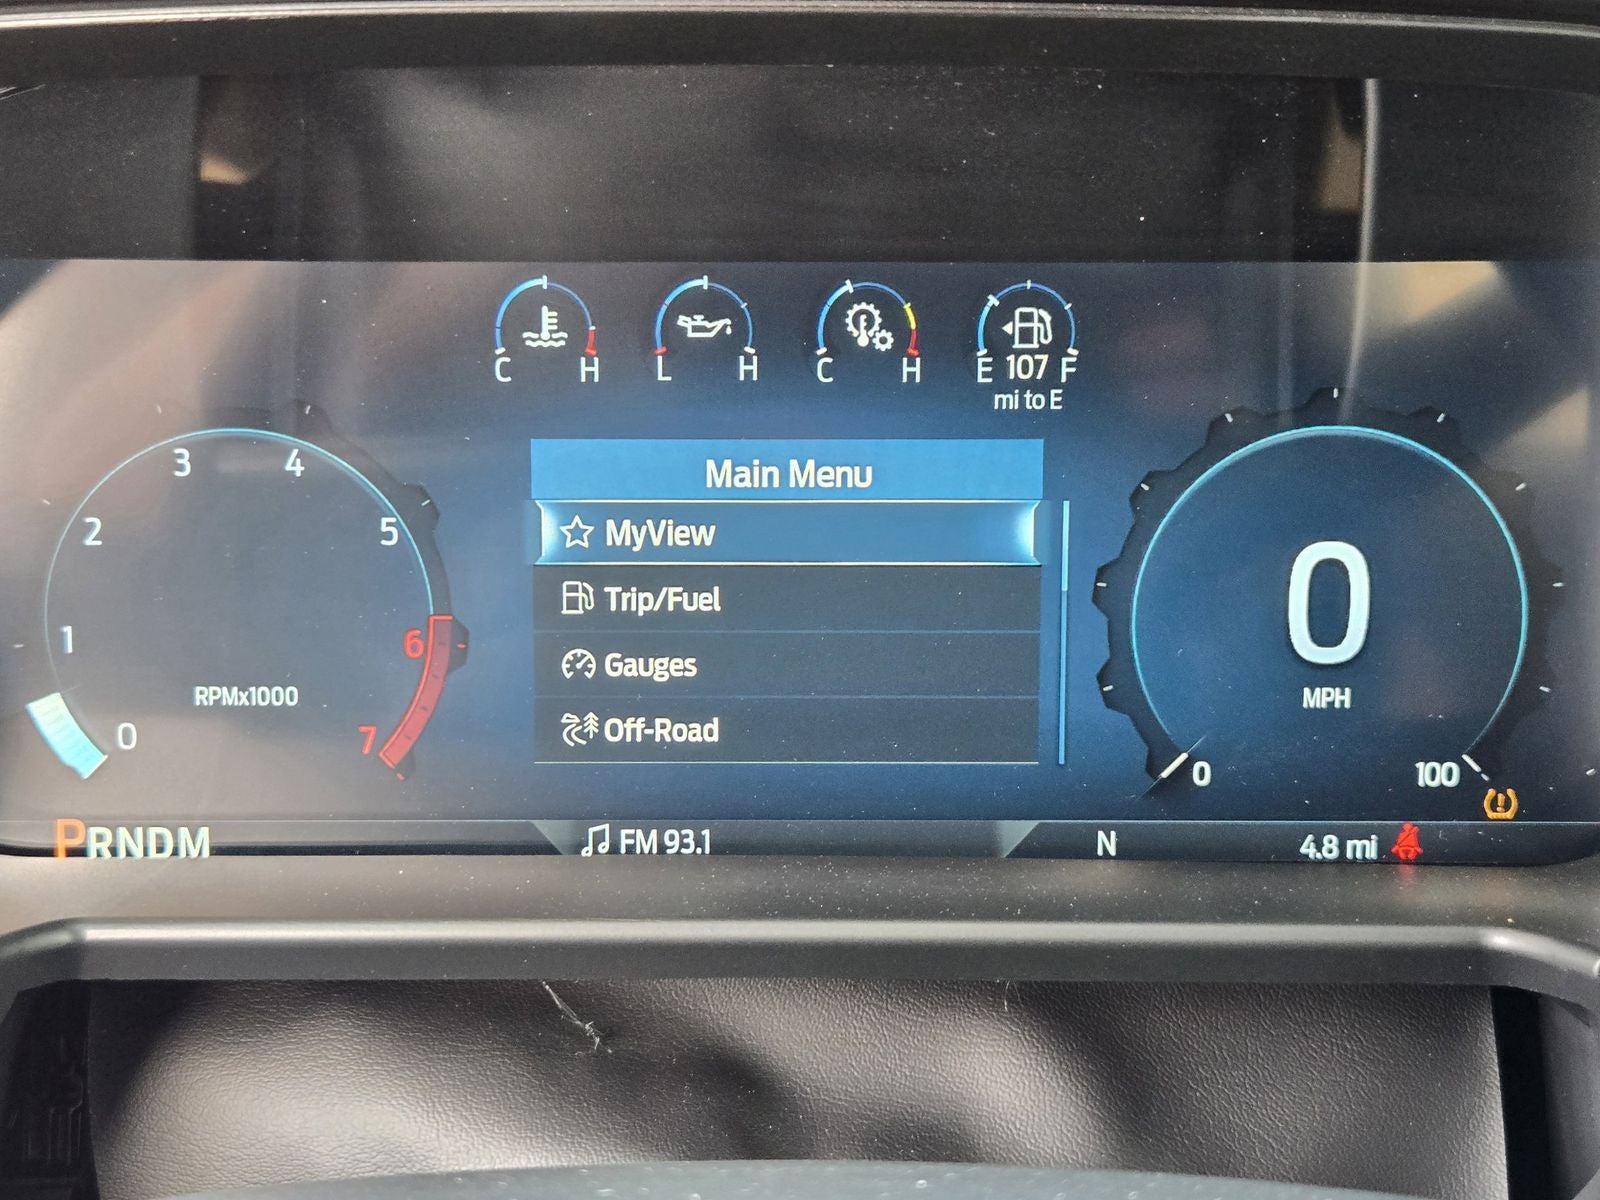 C H L H C H E 107 F
mi to E
Main Menu
MyView
Trip/Fuel
Gauges
Off-Road
0 1 2 3 4 5 6 7
RPMx1000
0
MPH
0 100
PRNDM
FM 93.1
N
4.8 mi